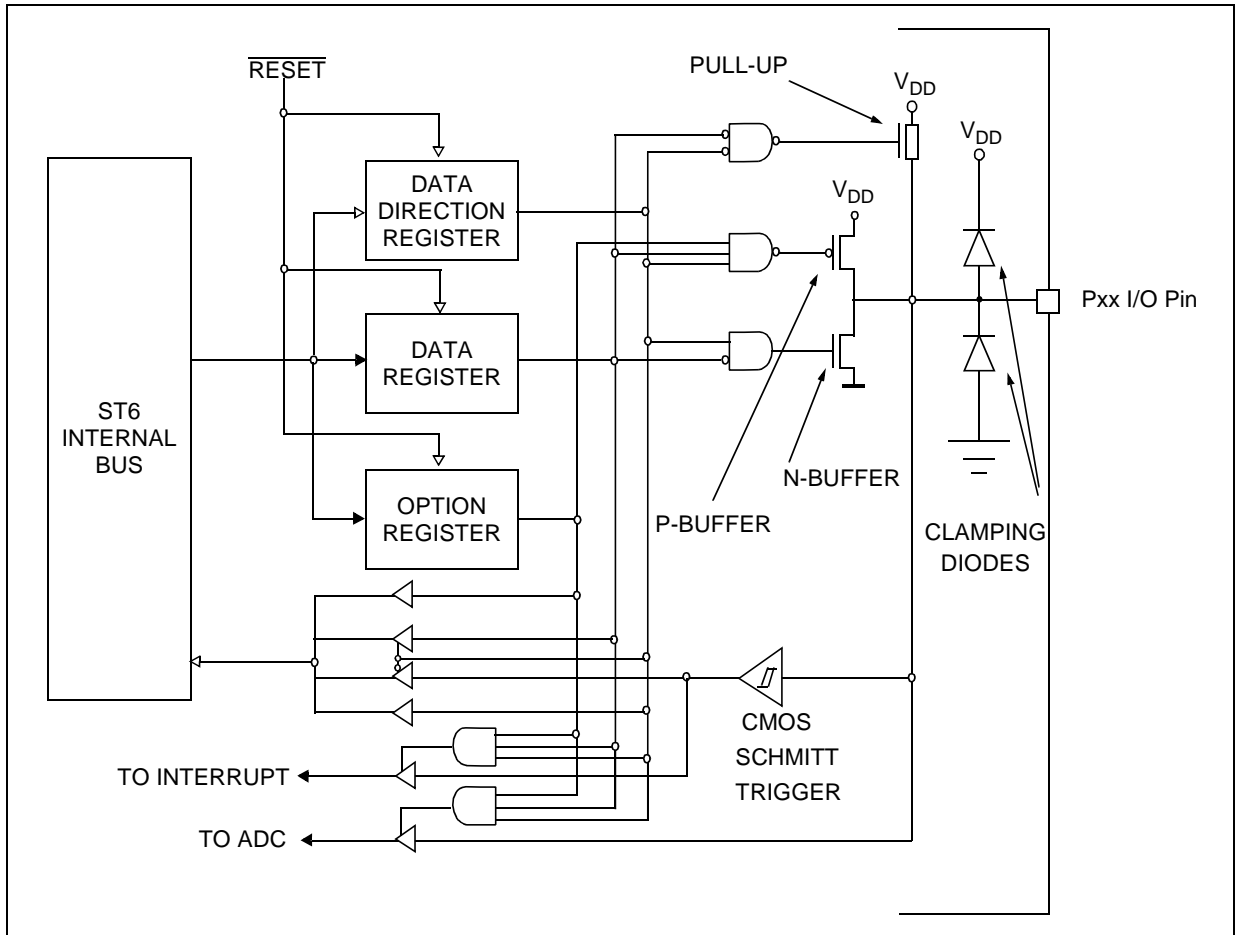 RESET
PULL-UP
VDD
VDD
DATA
DIRECTION
REGISTER
VDD
Pxx I/O Pin
DATA
REGISTER
ST6
INTERNAL
BUS
N-BUFFER
OPTION
REGISTER
P-BUFFER
CLAMPING
DIODES
CMOS
SCHMITT
TRIGGER
TO INTERRUPT
TO ADC